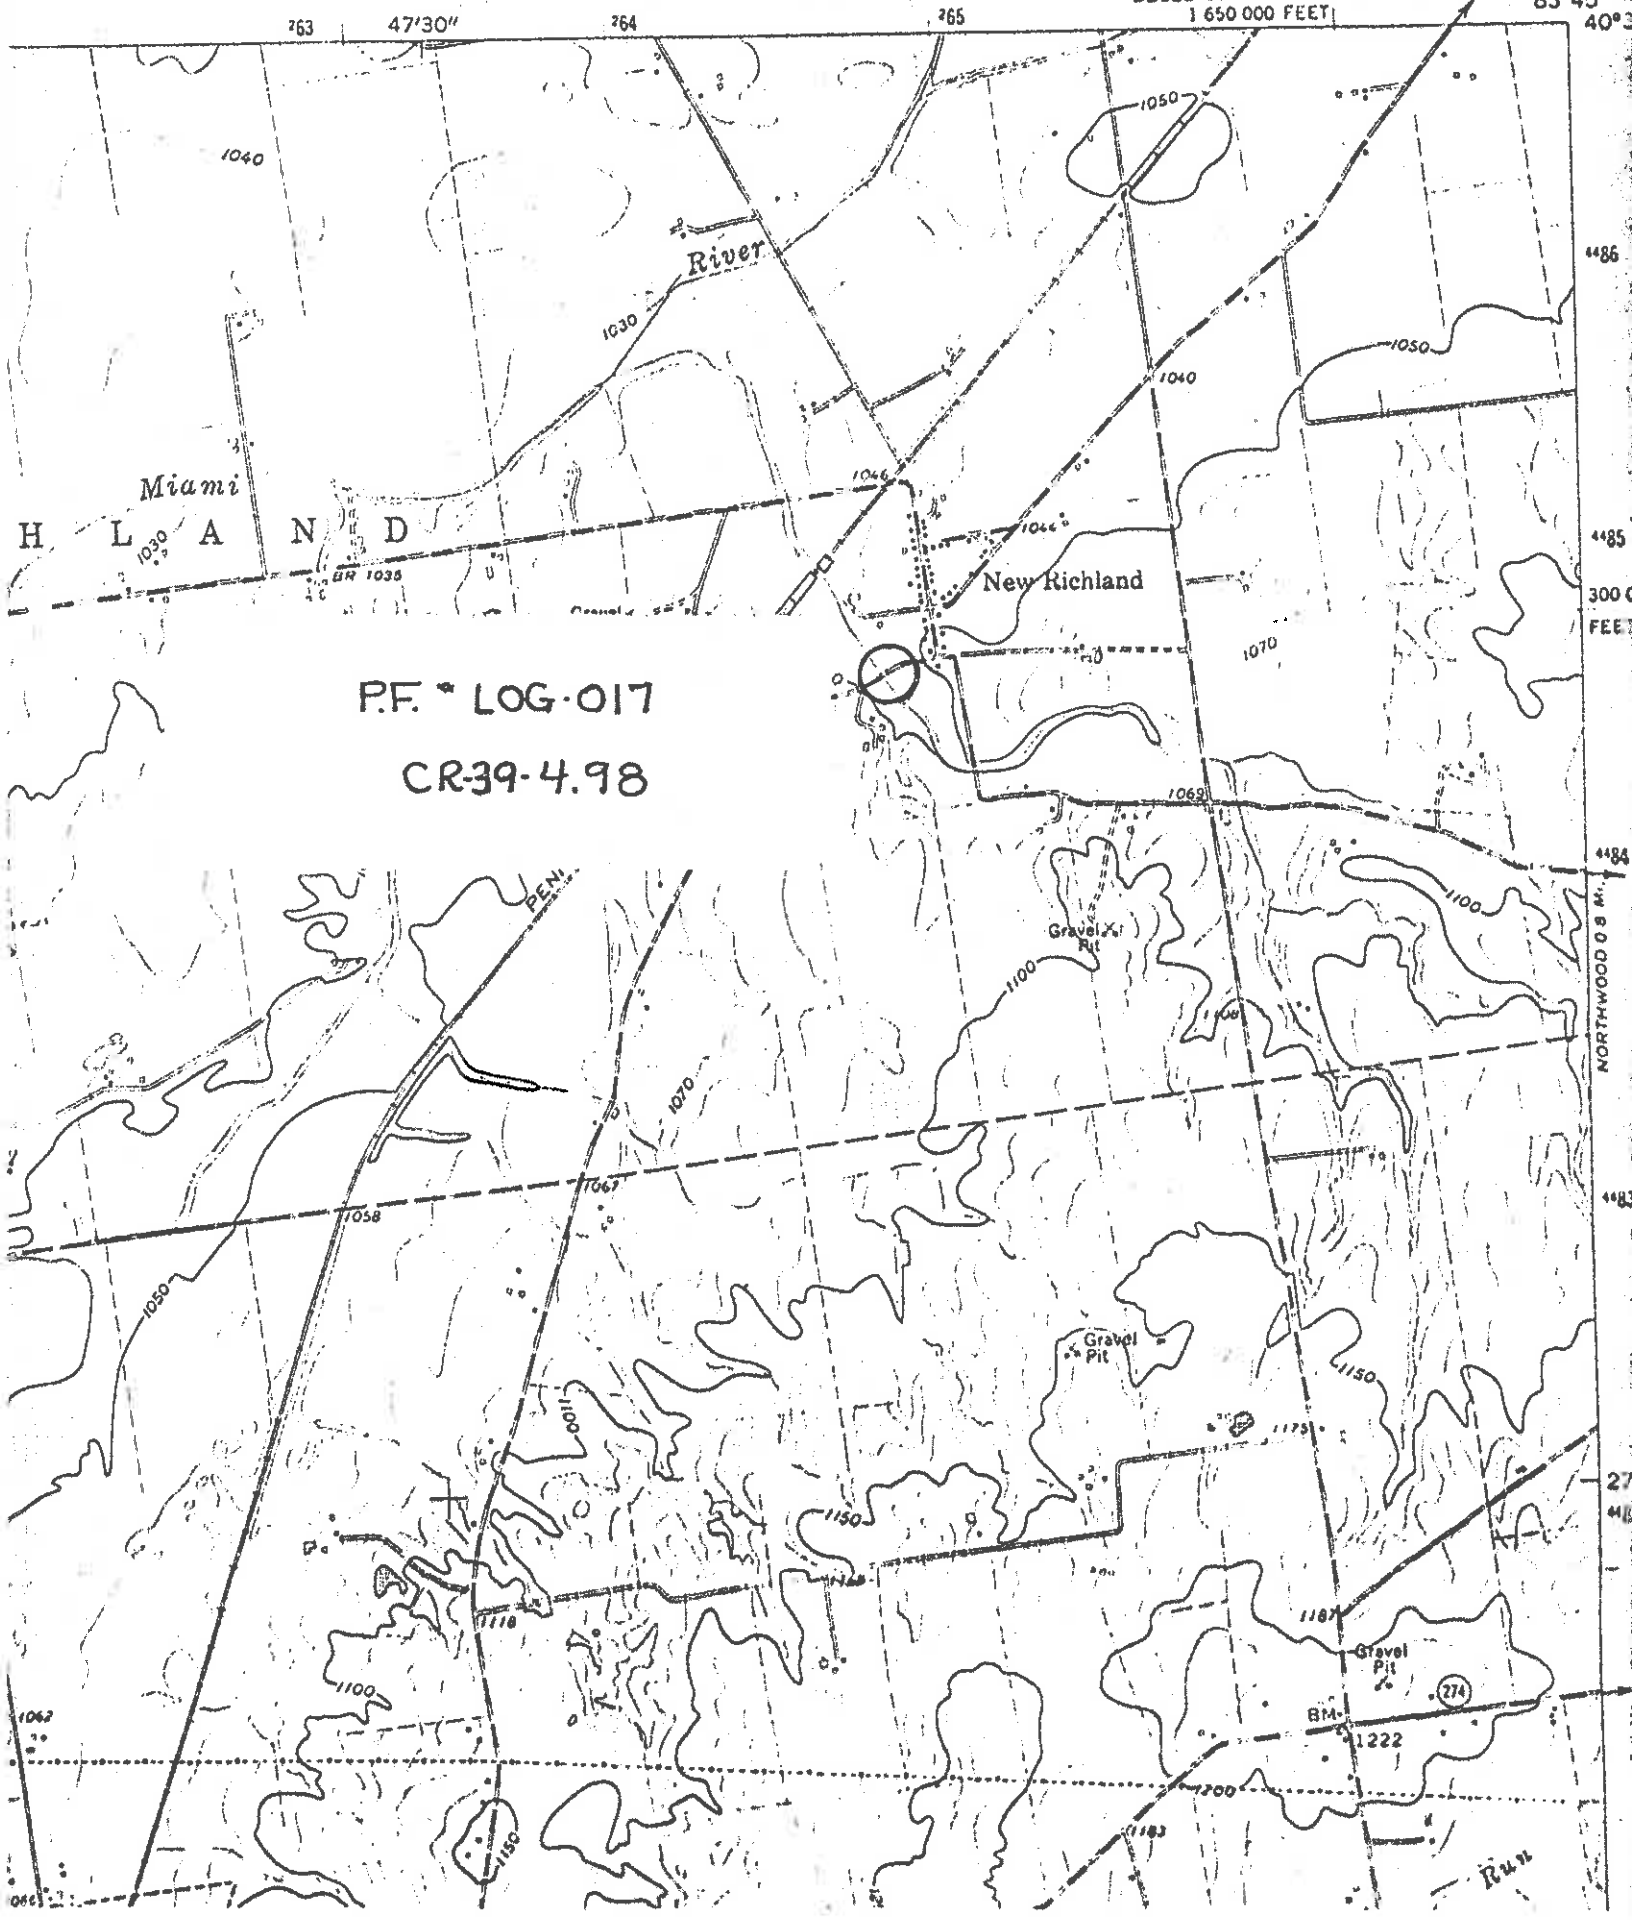 1 650 000 FEET
²63 47'30" ²64 ²65
40°
1050
1040
⁴⁴86
River
1030
1050
1040
1046
Miami
H L A N D
1030
1044
⁴⁴85
BR 1035
New Richland
300
FEET
1070
P.F. # LOG-017
CR-39-4.98
1069
⁴⁴84
1100
Gravel
Pit
1100
1100
NORTHWOOD 0.8 MI.
1070
1067
1058
⁴⁴83
1050
Gravel
Pit
1150
1100
1175
27
1150
1118
1187
Gravel
Pit
1100
274
1062
BM
1222
1200
1183
1150
Run